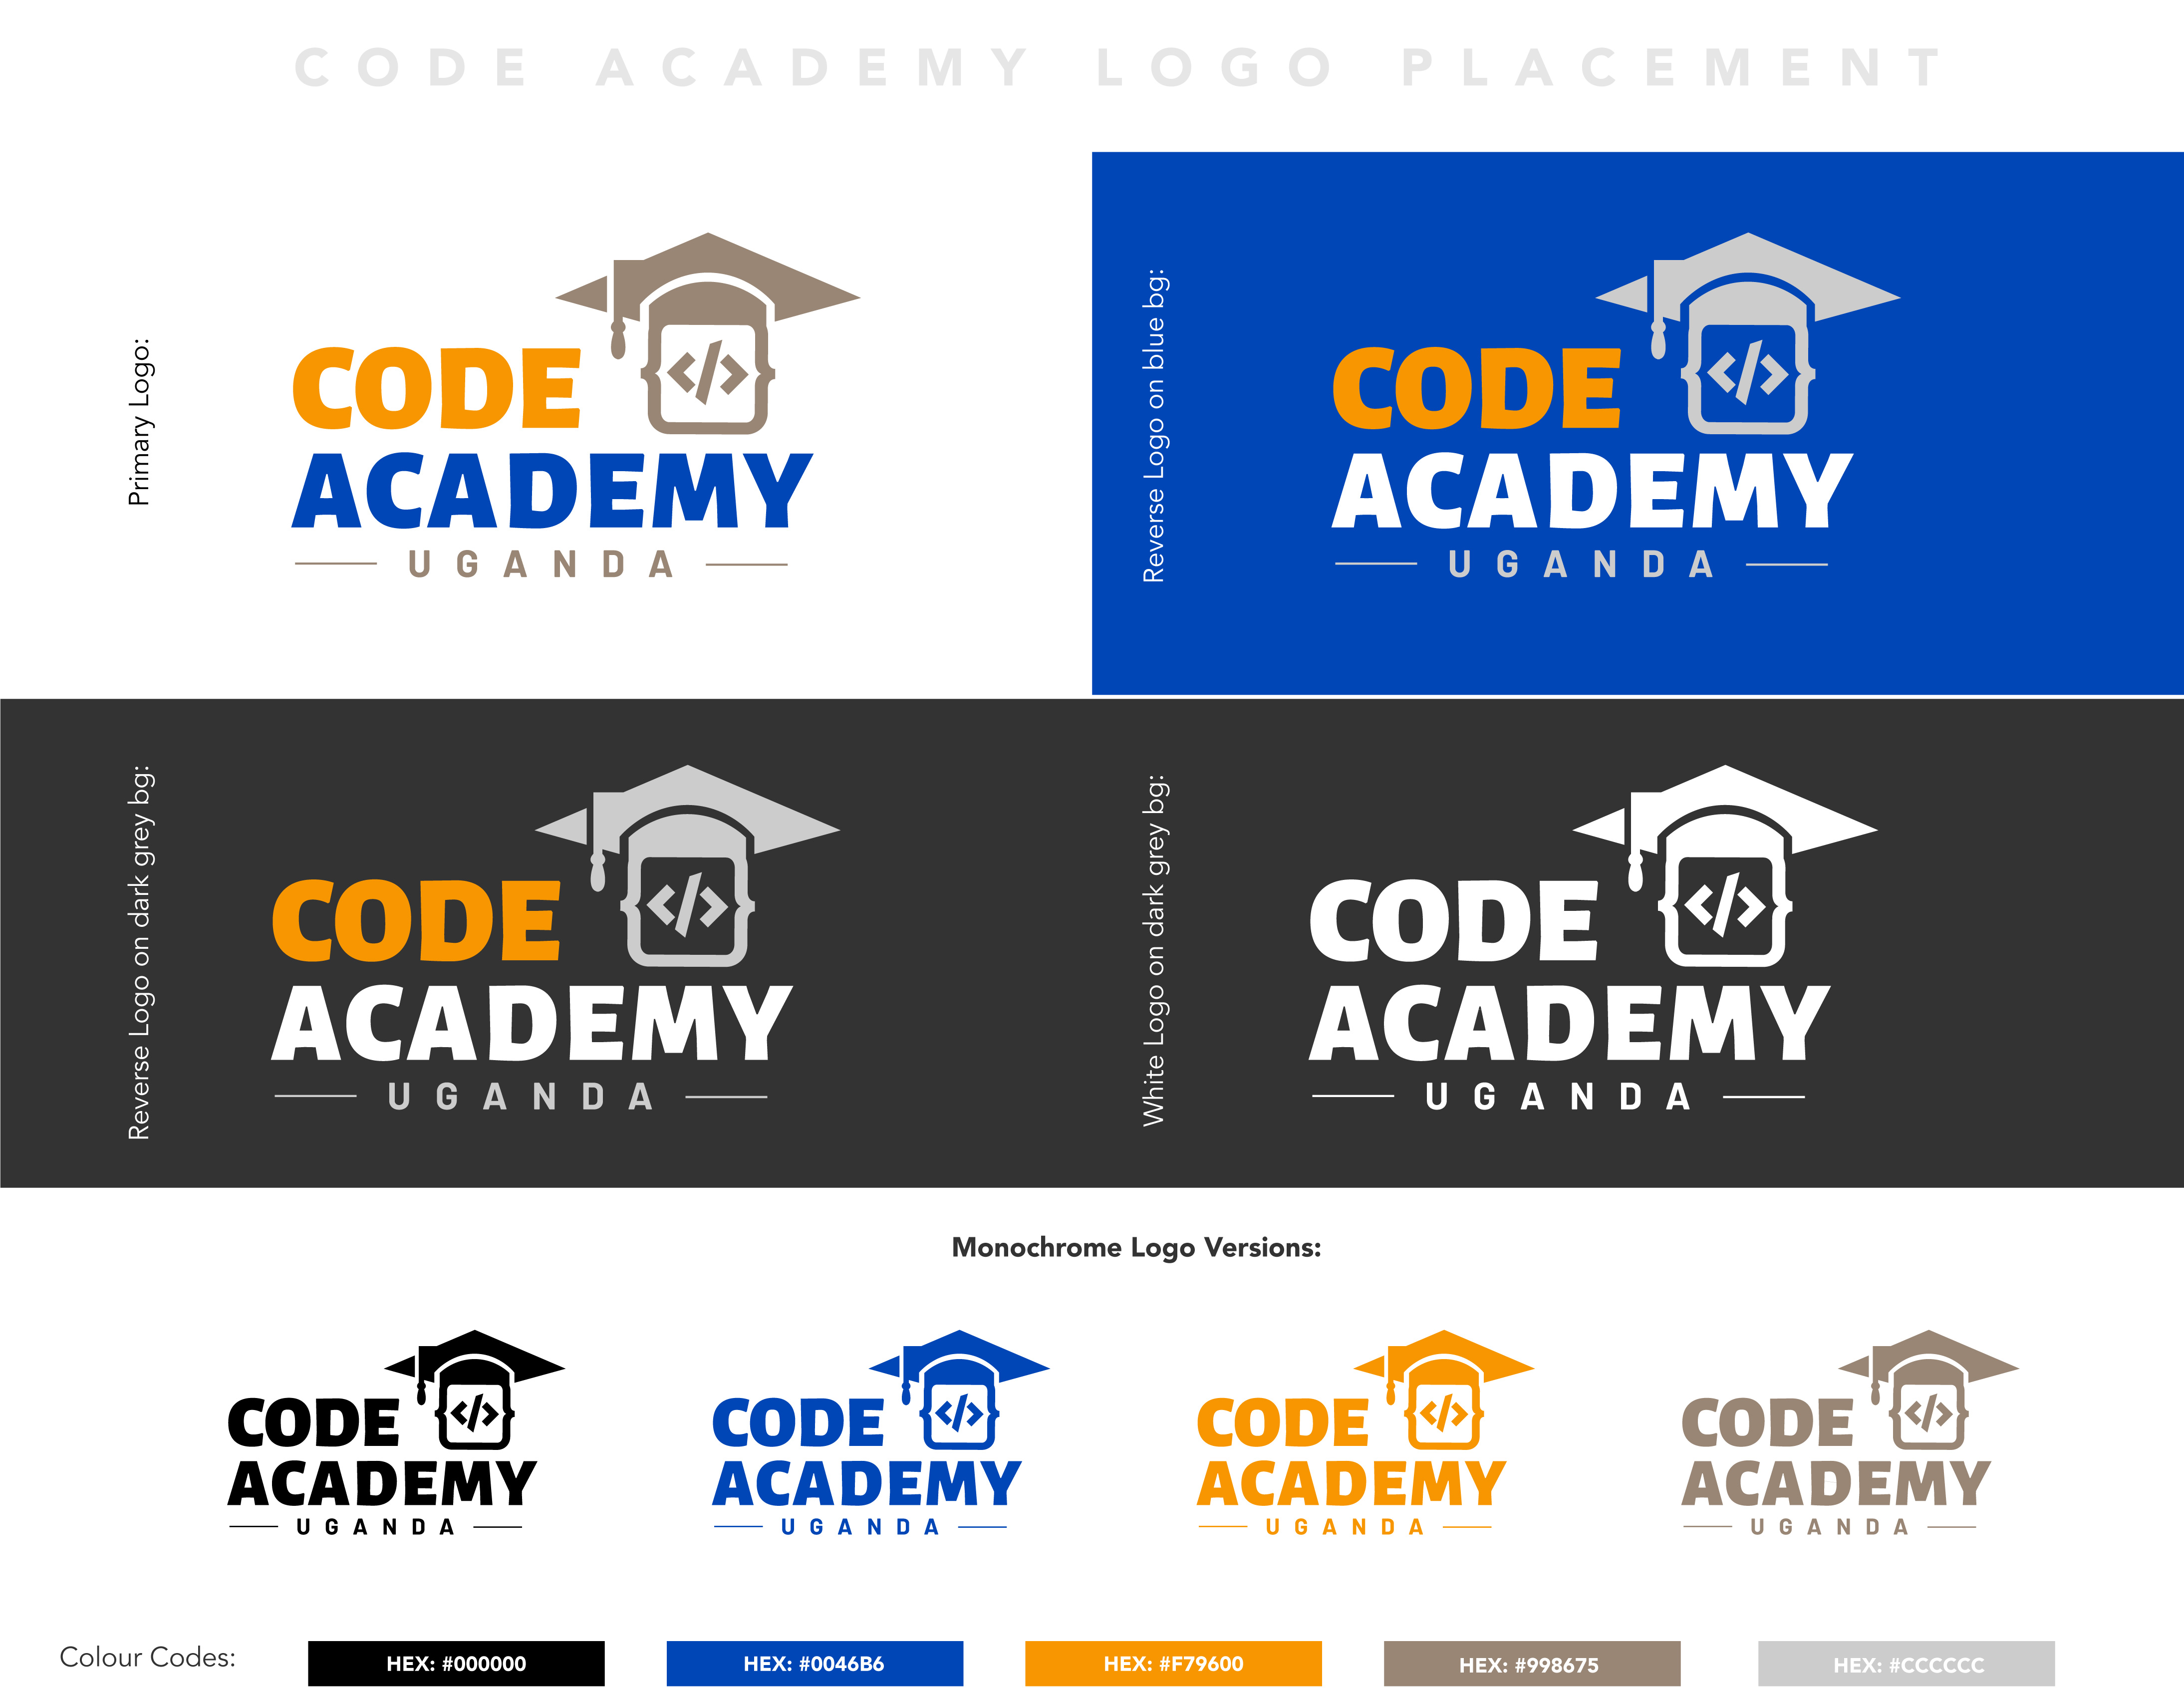 CODE ACADEMY LOGO PLACEMENT
Primary Logo:
CODE
</>
ACADEMY
UGANDA
Reverse Logo on blue bg:
CODE
</>
ACADEMY
UGANDA
Reverse Logo on dark grey bg:
CODE
</>
ACADEMY
UGANDA
White Logo on dark grey bg:
CODE
</>
ACADEMY
UGANDA
Monochrome Logo Versions:
CODE
</>
ACADEMY
UGANDA
CODE
</>
ACADEMY
UGANDA
CODE
</>
ACADEMY
UGANDA
CODE
</>
ACADEMY
UGANDA
Colour Codes:
HEX: #000000
HEX: #0046B6
HEX: #F79600
HEX: #998675
HEX: #CCCCCC